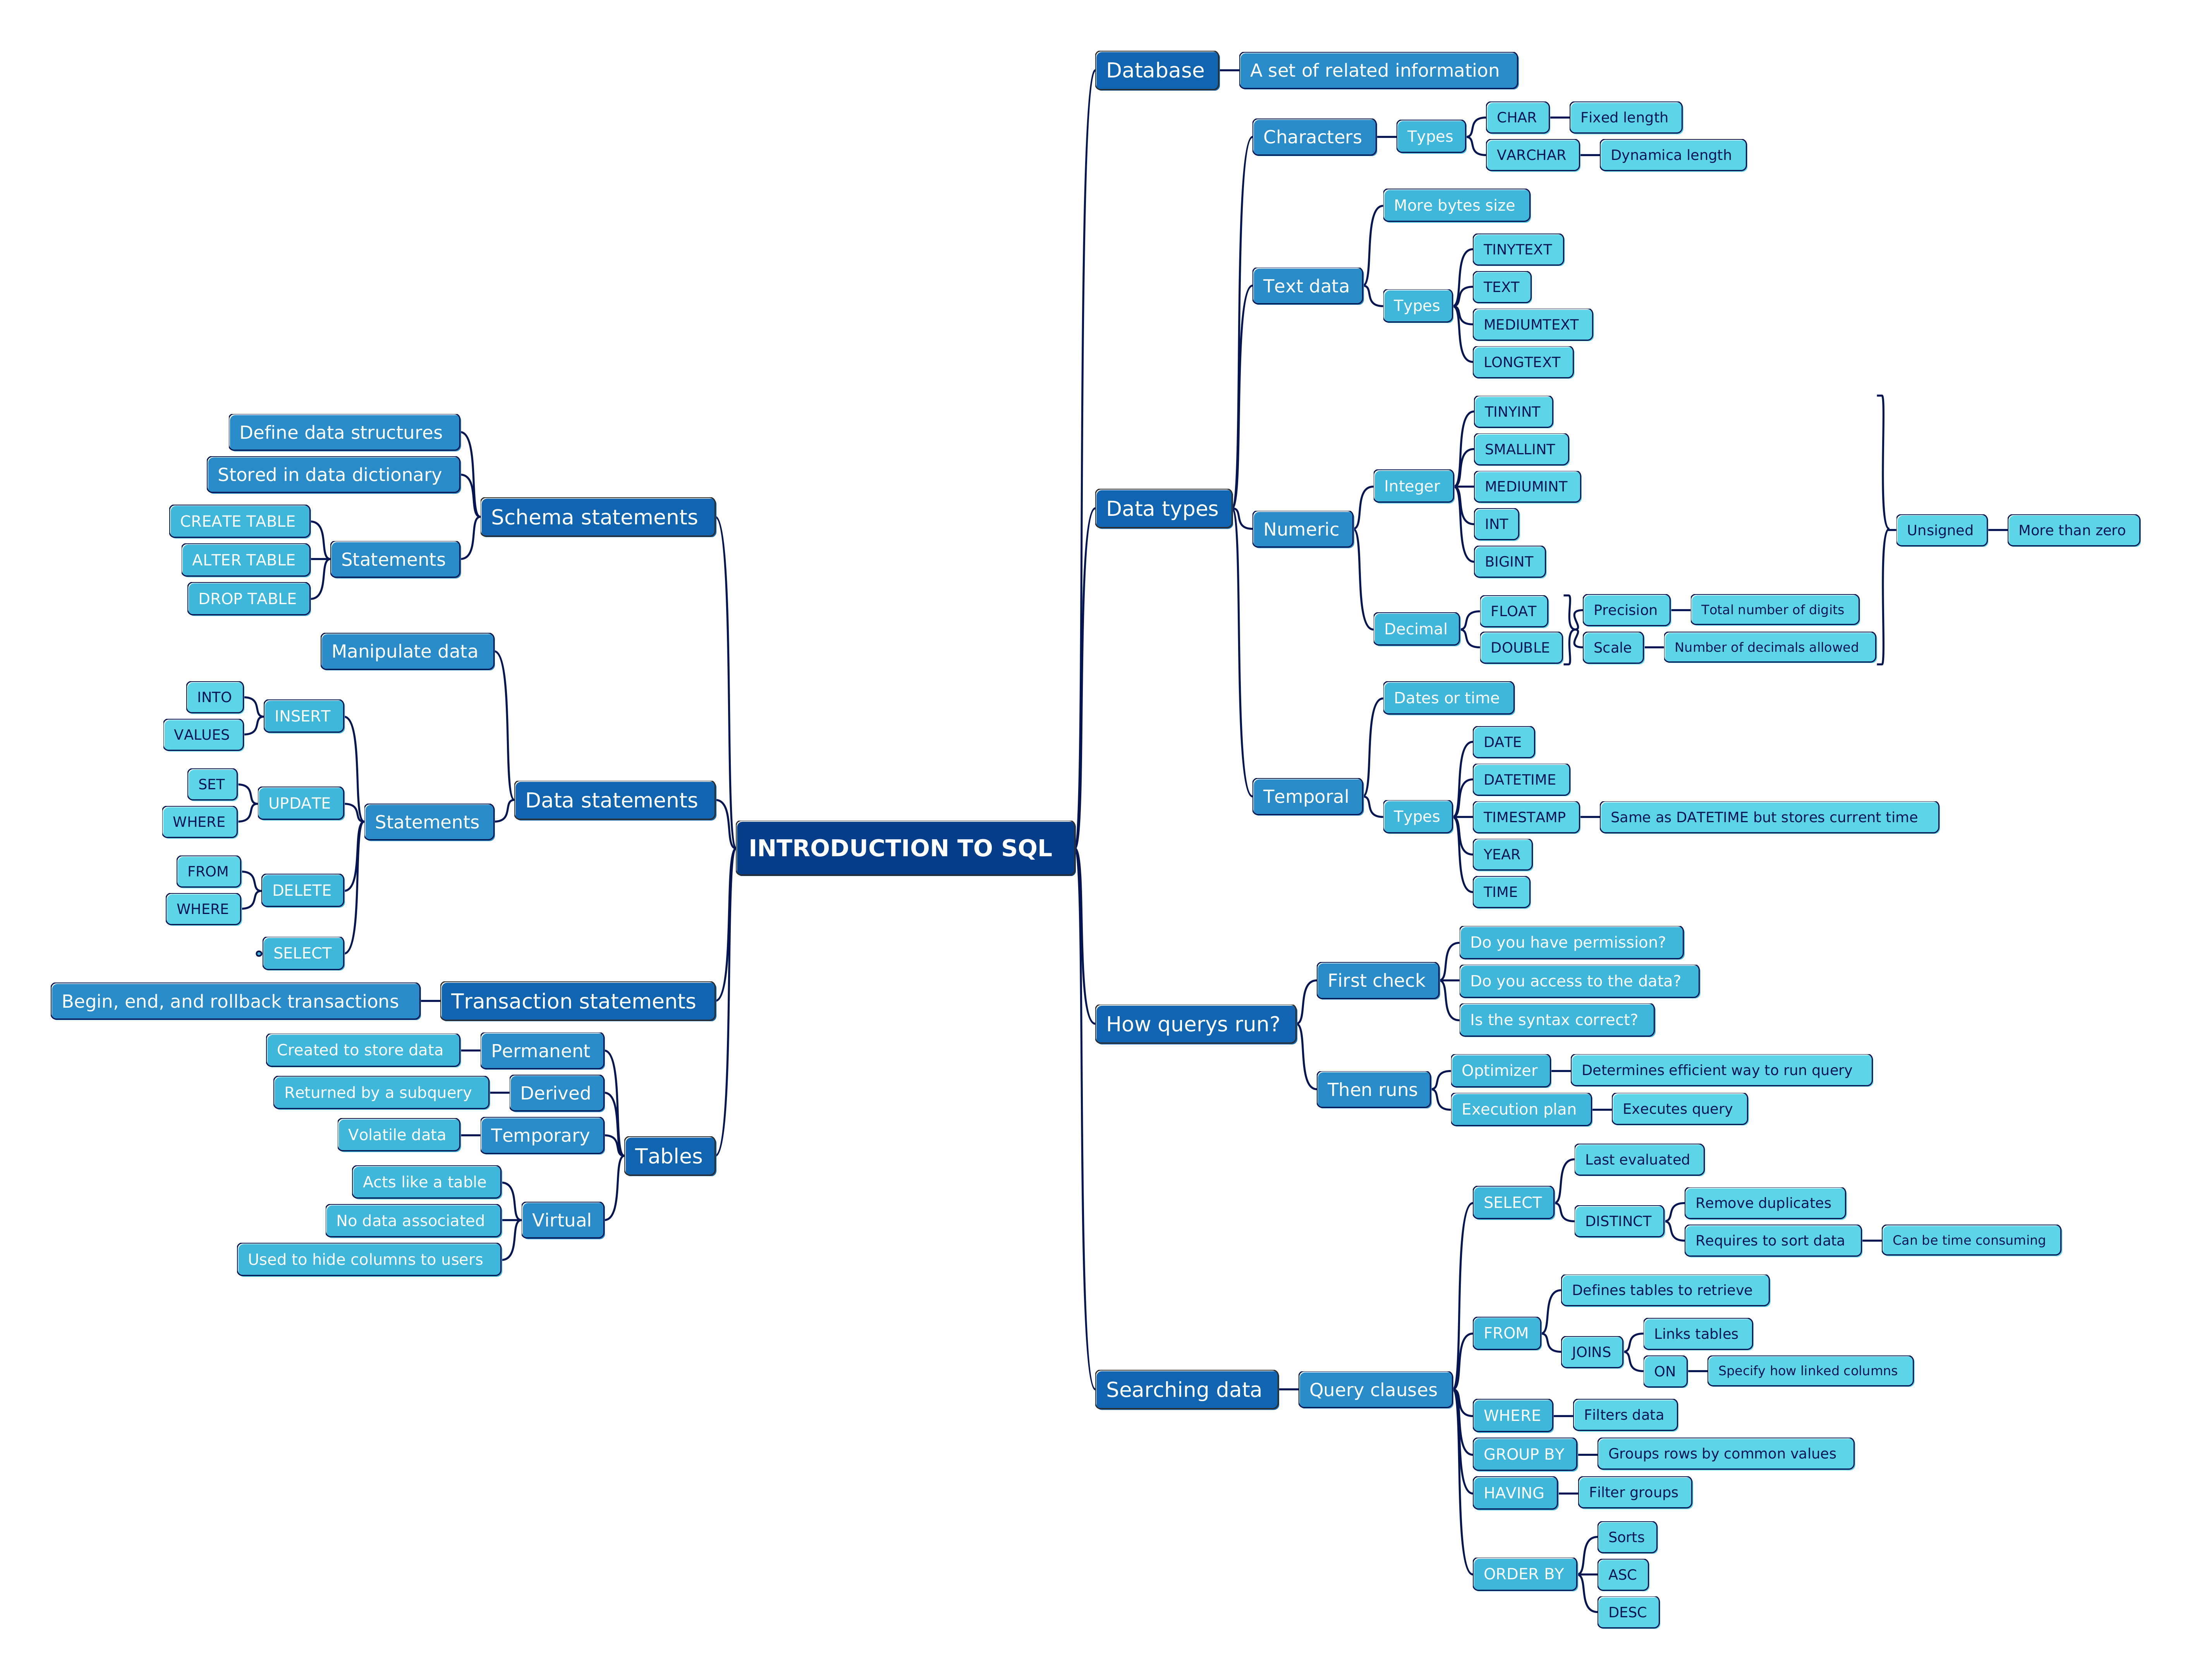 INTRODUCTION TO SQL
Database
A set of related information
Data types
Characters
Types
CHAR
Fixed length
VARCHAR
Dynamica length
Text data
More bytes size
Types
TINYTEXT
TEXT
MEDIUMTEXT
LONGTEXT
Numeric
Integer
TINYINT
SMALLINT
MEDIUMINT
INT
BIGINT
Decimal
FLOAT
DOUBLE
Precision
Total number of digits
Scale
Number of decimals allowed
Unsigned
More than zero
Temporal
Dates or time
Types
DATE
DATETIME
TIMESTAMP
Same as DATETIME but stores current time
YEAR
TIME
How querys run?
First check
Do you have permission?
Do you access to the data?
Is the syntax correct?
Then runs
Optimizer
Determines efficient way to run query
Execution plan
Executes query
Searching data
Query clauses
SELECT
Last evaluated
DISTINCT
Remove duplicates
Requires to sort data
Can be time consuming
FROM
Defines tables to retrieve
JOINS
Links tables
ON
Specify how linked columns
WHERE
Filters data
GROUP BY
Groups rows by common values
HAVING
Filter groups
ORDER BY
Sorts
ASC
DESC
Schema statements
Define data structures
Stored in data dictionary
Statements
CREATE TABLE
ALTER TABLE
DROP TABLE
Data statements
Manipulate data
Statements
INSERT
INTO
VALUES
UPDATE
SET
WHERE
DELETE
FROM
WHERE
SELECT
Transaction statements
Begin, end, and rollback transactions
Tables
Permanent
Created to store data
Derived
Returned by a subquery
Temporary
Volatile data
Virtual
Acts like a table
No data associated
Used to hide columns to users